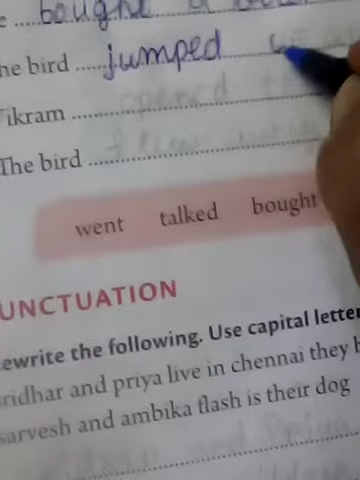 bought a
he bird ..... jumped
ikram
The bird
went talked bought
UNCTUATION
ewrite the following. Use capital letter
ridhar and priya live in chennai they h
sarvesh and ambika flash is their dog